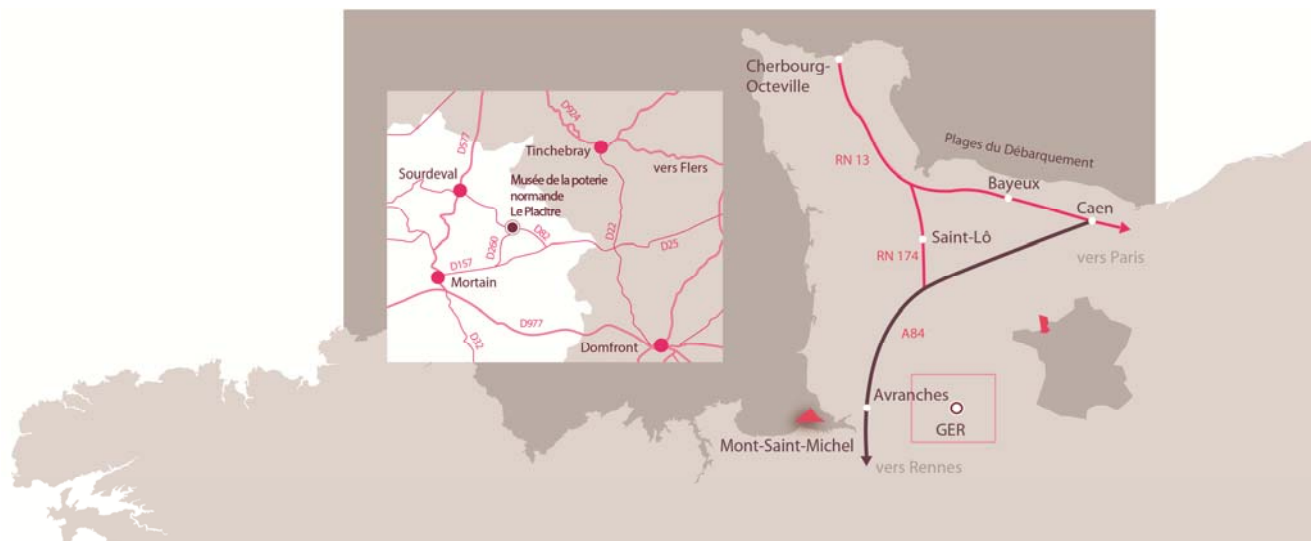 Cherbourg-
Octeville
RN 13
Plages du Débarquement
Bayeux
Caen
vers Paris
Saint-Lô
RN 174
A84
Avranches
GER
Mont-Saint-Michel
vers Rennes
D924
D577
Tinchebray
vers Flers
Sourdeval
Musée de la poterie
normande
Le Placitre
D22
D25
D82
D260
D157
Mortain
D977
D32
Domfront